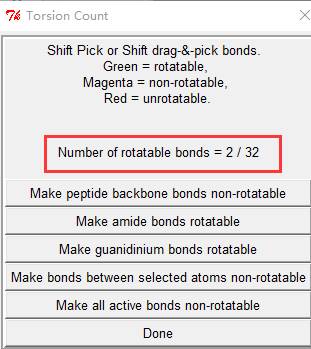 Torsion Count
Shift Pick or Shift drag-&-pick bonds.
Green = rotatable,
Magenta = non-rotatable,
Red = unrotatable.
Number of rotatable bonds = 2 / 32
Make peptide backbone bonds non-rotatable
Make amide bonds rotatable
Make guanidinium bonds rotatable
Make bonds between selected atoms non-rotatable
Make all active bonds non-rotatable
Done